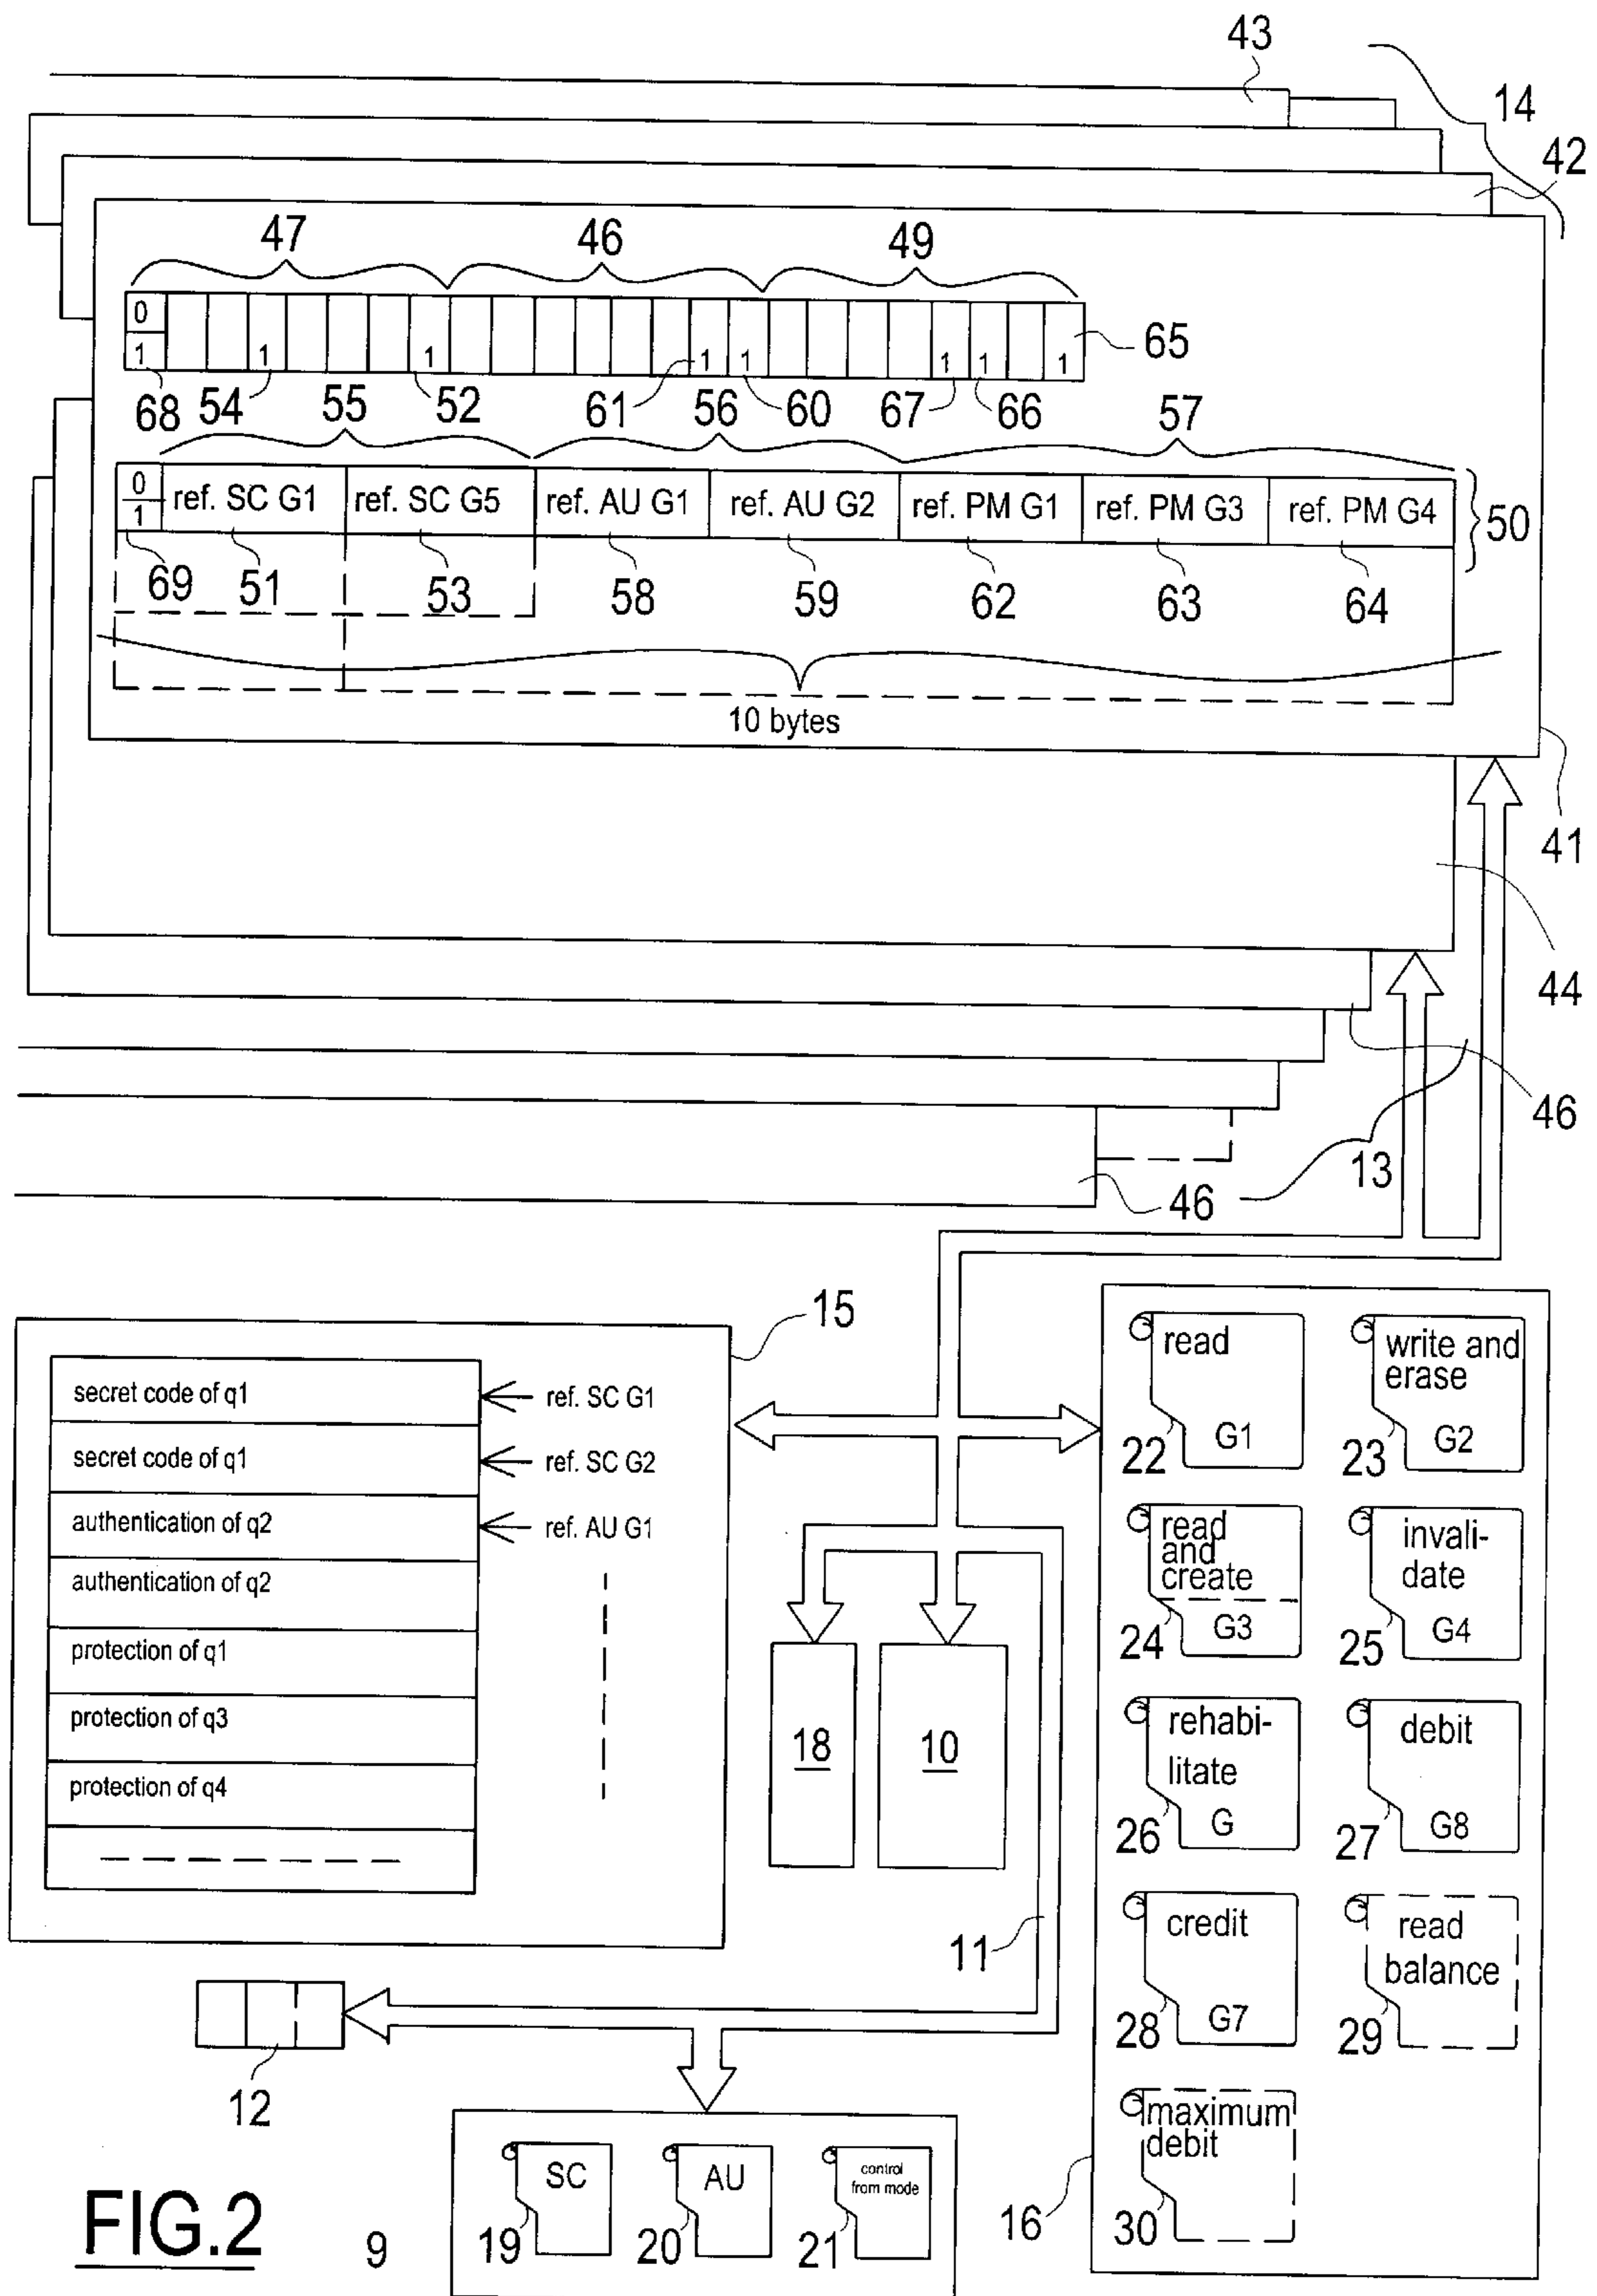 43
14
42
47 46 49
0
1 1 1 1 1 1 1 1
65
68 54 55 52 61 56 60 67 66 57
0
1
ref. SC G1 ref. SC G5 ref. AU G1 ref. AU G2 ref. PM G1 ref. PM G3 ref. PM G4
50
69 51 53 58 59 62 63 64
10 bytes
41
44
46
13
46
15
secret code of q1
ref. SC G1
secret code of q1
ref. SC G2
authentication of q2
ref. AU G1
authentication of q2
protection of q1
protection of q3
protection of q4
18
10
11
12
read
G1
22
write and
erase
G2
23
read
and
create
G3
24
invali-
date
G4
25
rehabi-
litate
G
26
debit
G8
27
credit
G7
28
read
balance
29
maximum
debit
30
16
SC
19
AU
20
control
from mode
21
9
FIG.2